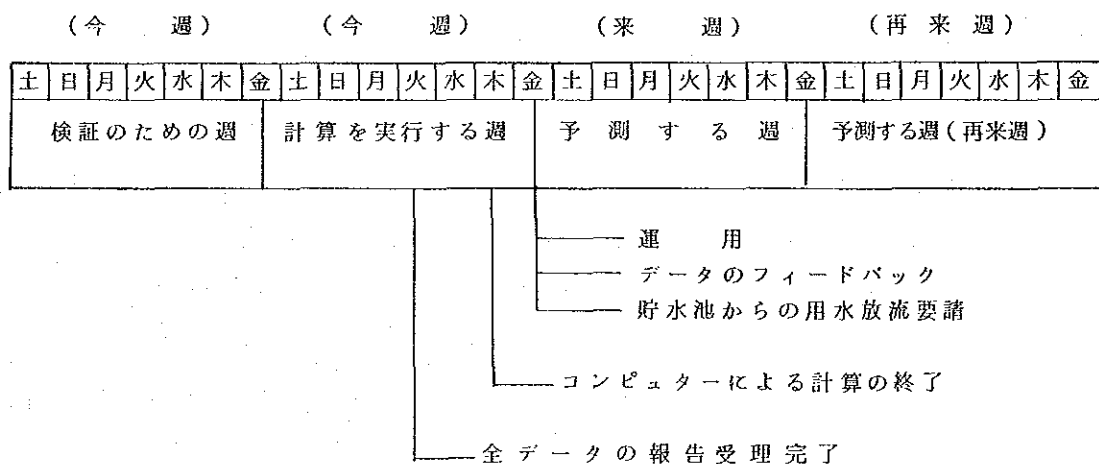 (今 週) (今 週) (来 週) (再来週)
土 日 月 火 水 木 金 土 日 月 火 水 木 金 土 日 月 火 水 木 金 土 日 月 火 水 木 金
検証のための週 計算を実行する週 予測する週 予測する週(再来週)
運 用
データのフィードバック
貯水池からの用水放流要請
コンピュターによる計算の終了
全データの報告受理完了